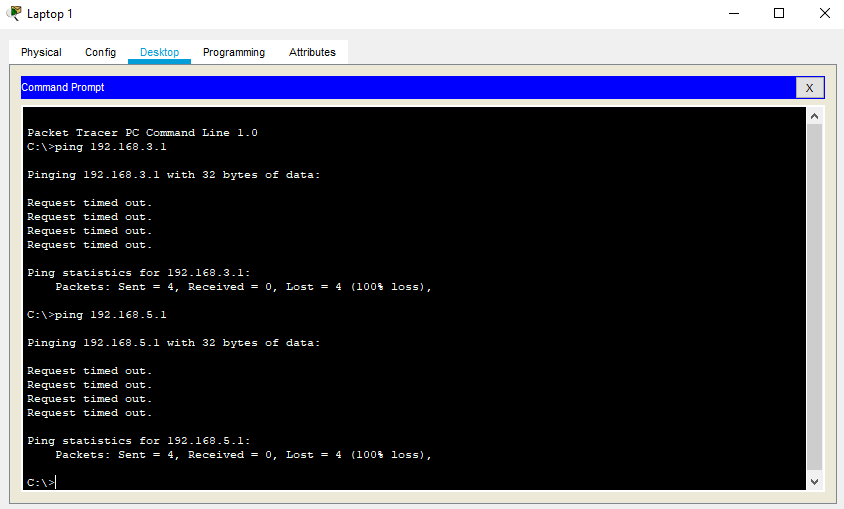 Laptop 1
Physical Config Desktop Programming Attributes
Command Prompt X
Packet Tracer PC Command Line 1.0
C:\>ping 192.168.3.1
Pinging 192.168.3.1 with 32 bytes of data:
Request timed out.
Request timed out.
Request timed out.
Request timed out.
Ping statistics for 192.168.3.1:
Packets: Sent = 4, Received = 0, Lost = 4 (100% loss),
C:\>ping 192.168.5.1
Pinging 192.168.5.1 with 32 bytes of data:
Request timed out.
Request timed out.
Request timed out.
Request timed out.
Ping statistics for 192.168.5.1:
Packets: Sent = 4, Received = 0, Lost = 4 (100% loss),
C:\>